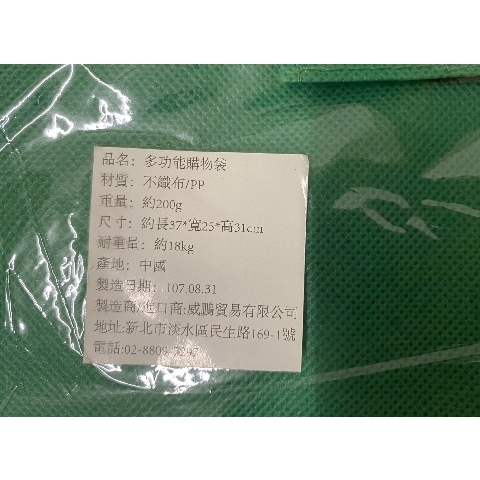 品名：多功能購物袋
材質：不織布/PP
重量：約200g
尺寸：約長37*寬25*高31cm
耐重量：約18kg
產地：中國
製造日期：107.08.31
製造商/進口商:威鵬貿易有限公司
地址:新北市淡水區民生路169-1號
電話:02-8809-